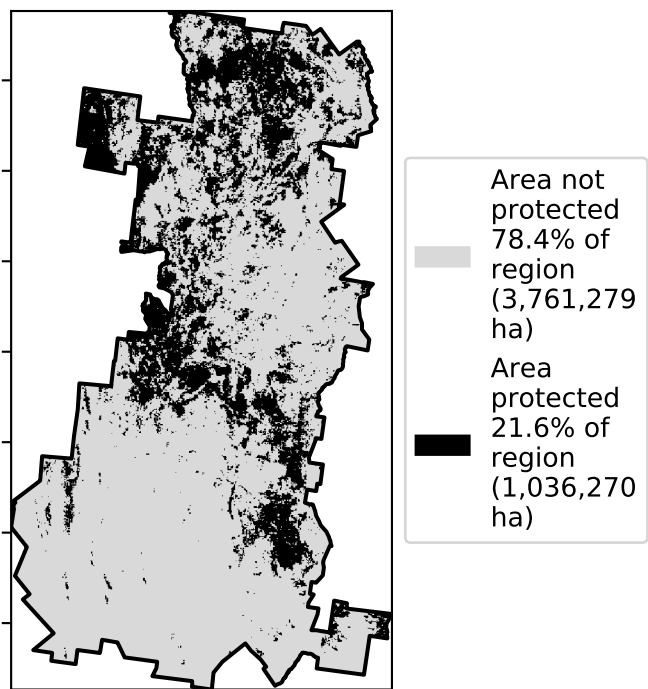 Area not
protected
78.4% of
region
(3,761,279
ha)
Area
protected
21.6% of
region
(1,036,270
ha)